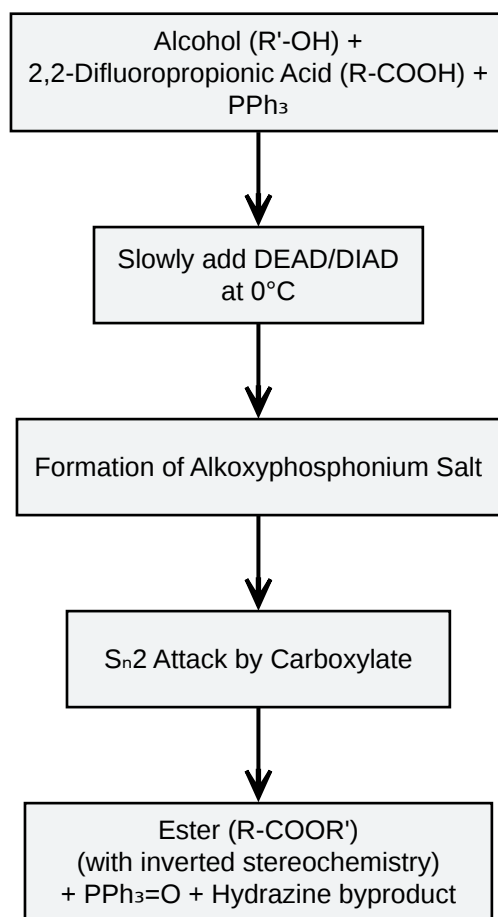 Alcohol (R'-OH) +
2,2-Difluoropropionic Acid (R-COOH) +
PPh₃
Slowly add DEAD/DIAD
at 0°C
Formation of Alkoxyphosphonium Salt
Sₙ2 Attack by Carboxylate
Ester (R-COOR')
(with inverted stereochemistry)
+ PPh₃=O + Hydrazine byproduct